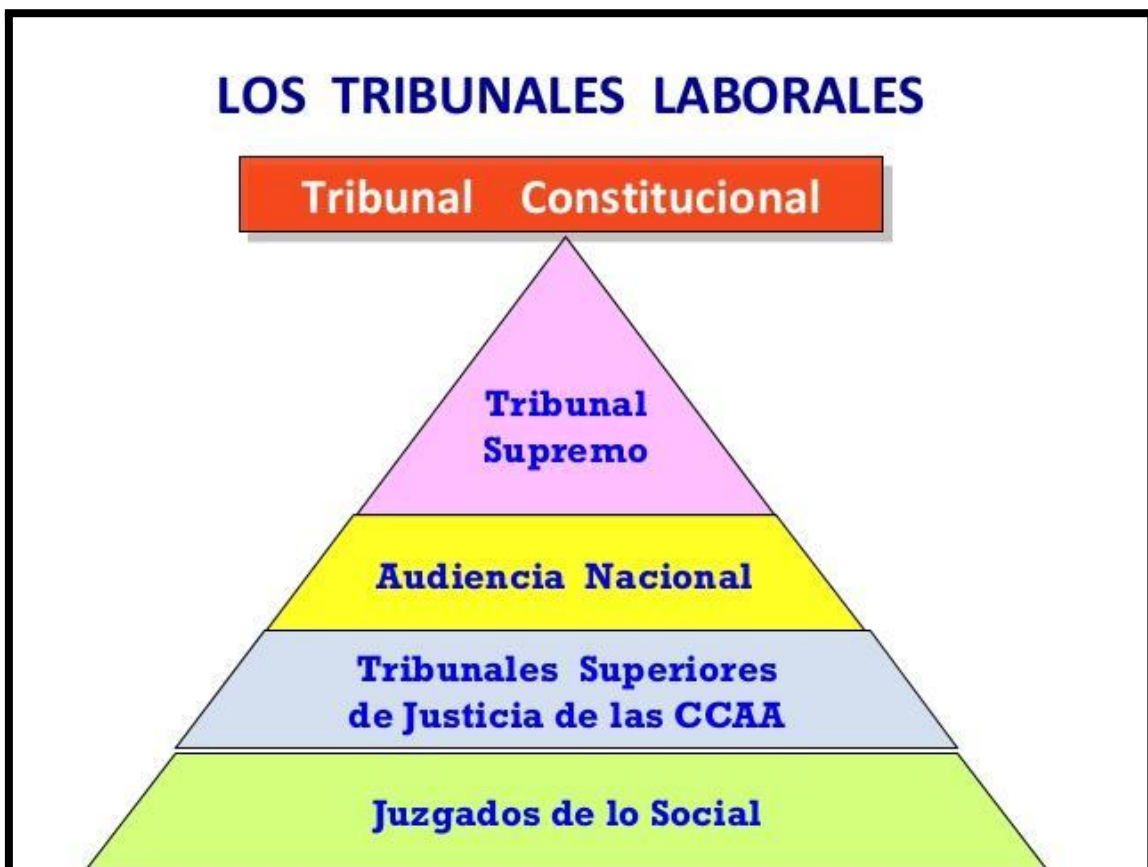 LOS TRIBUNALES LABORALES
Tribunal Constitucional
Tribunal
Supremo
Audiencia Nacional
Tribunales Superiores
de Justicia de las CCAA
Juzgados de lo Social